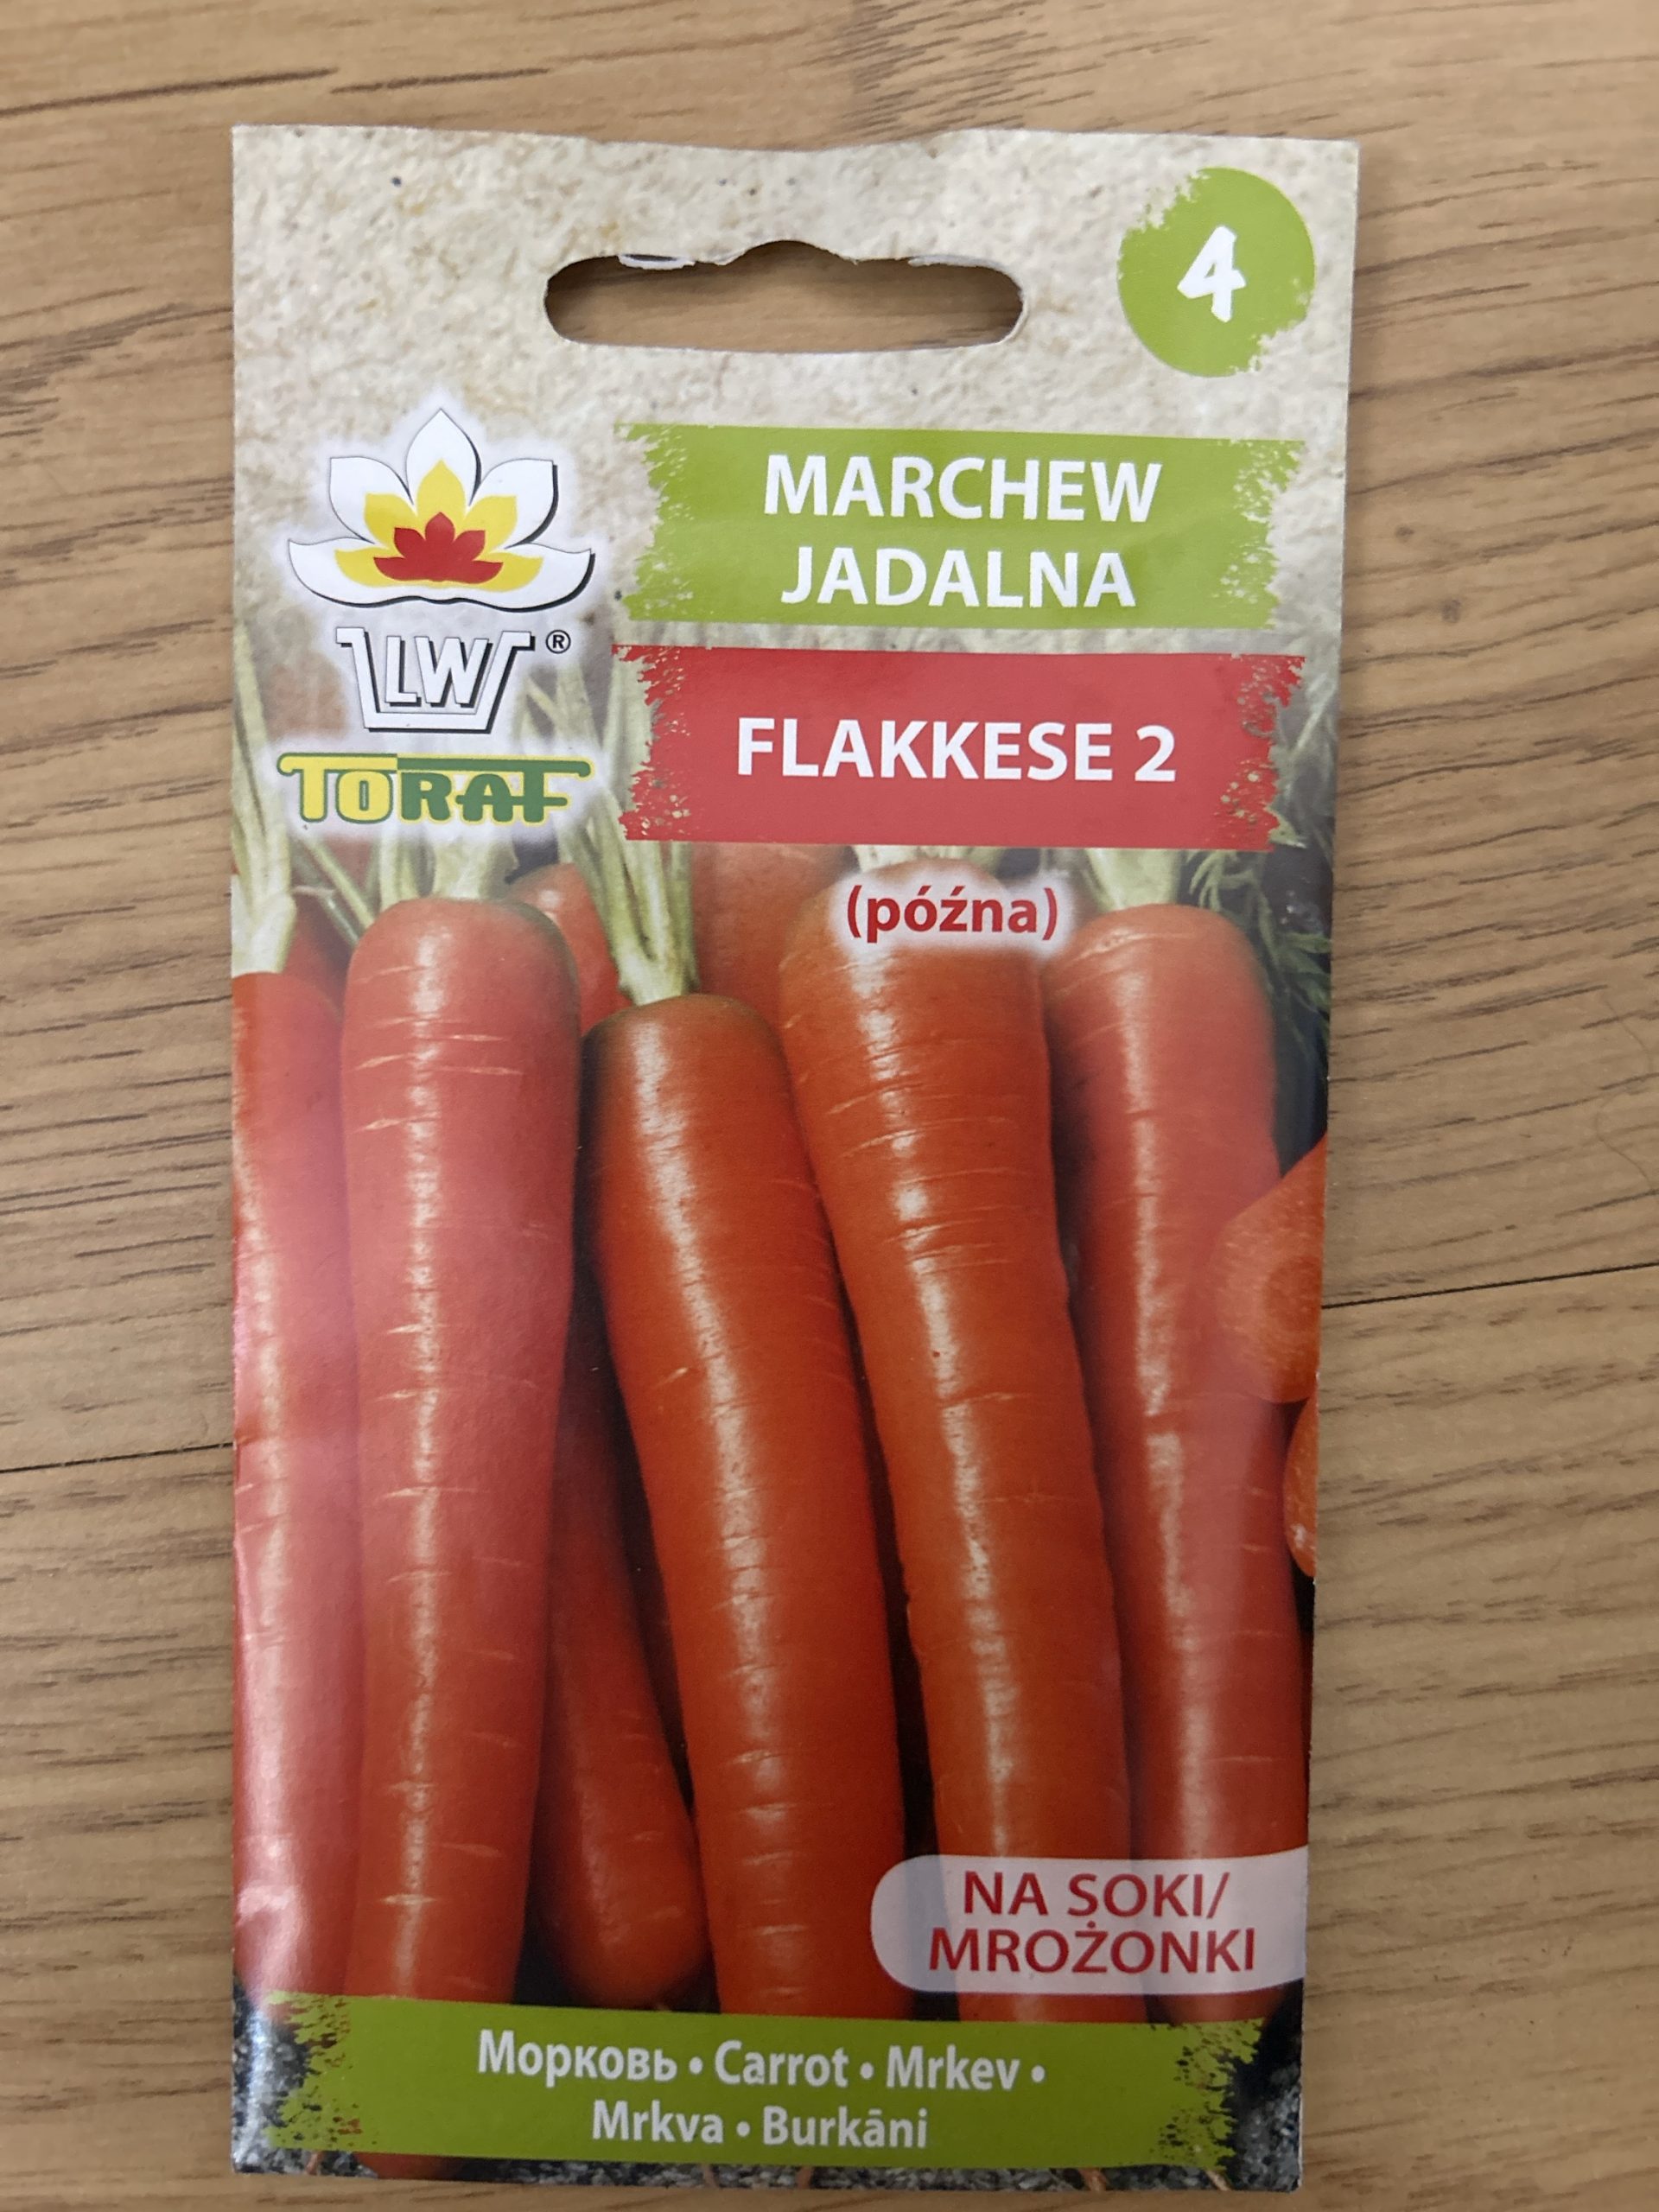 4
LW®
TORAF
MARCHEW
JADALNA
FLAKKESE 2
(późna)
NA SOKI/
MROŻONKI
Морковь • Carrot • Mrkev •
Mrkva • Burkāni